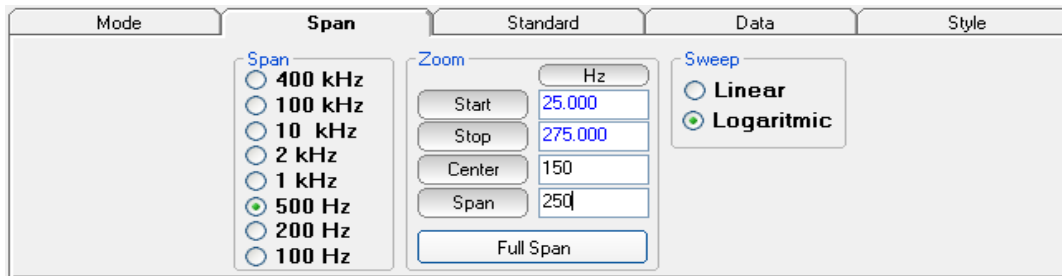 Mode Span Standard Data Style
Span
400 kHz
100 kHz
10 kHz
2 kHz
1 kHz
500 Hz
200 Hz
100 Hz
Zoom
Hz
Start 25.000
Stop 275.000
Center 150
Span 250
Full Span
Sweep
Linear
Logaritmic